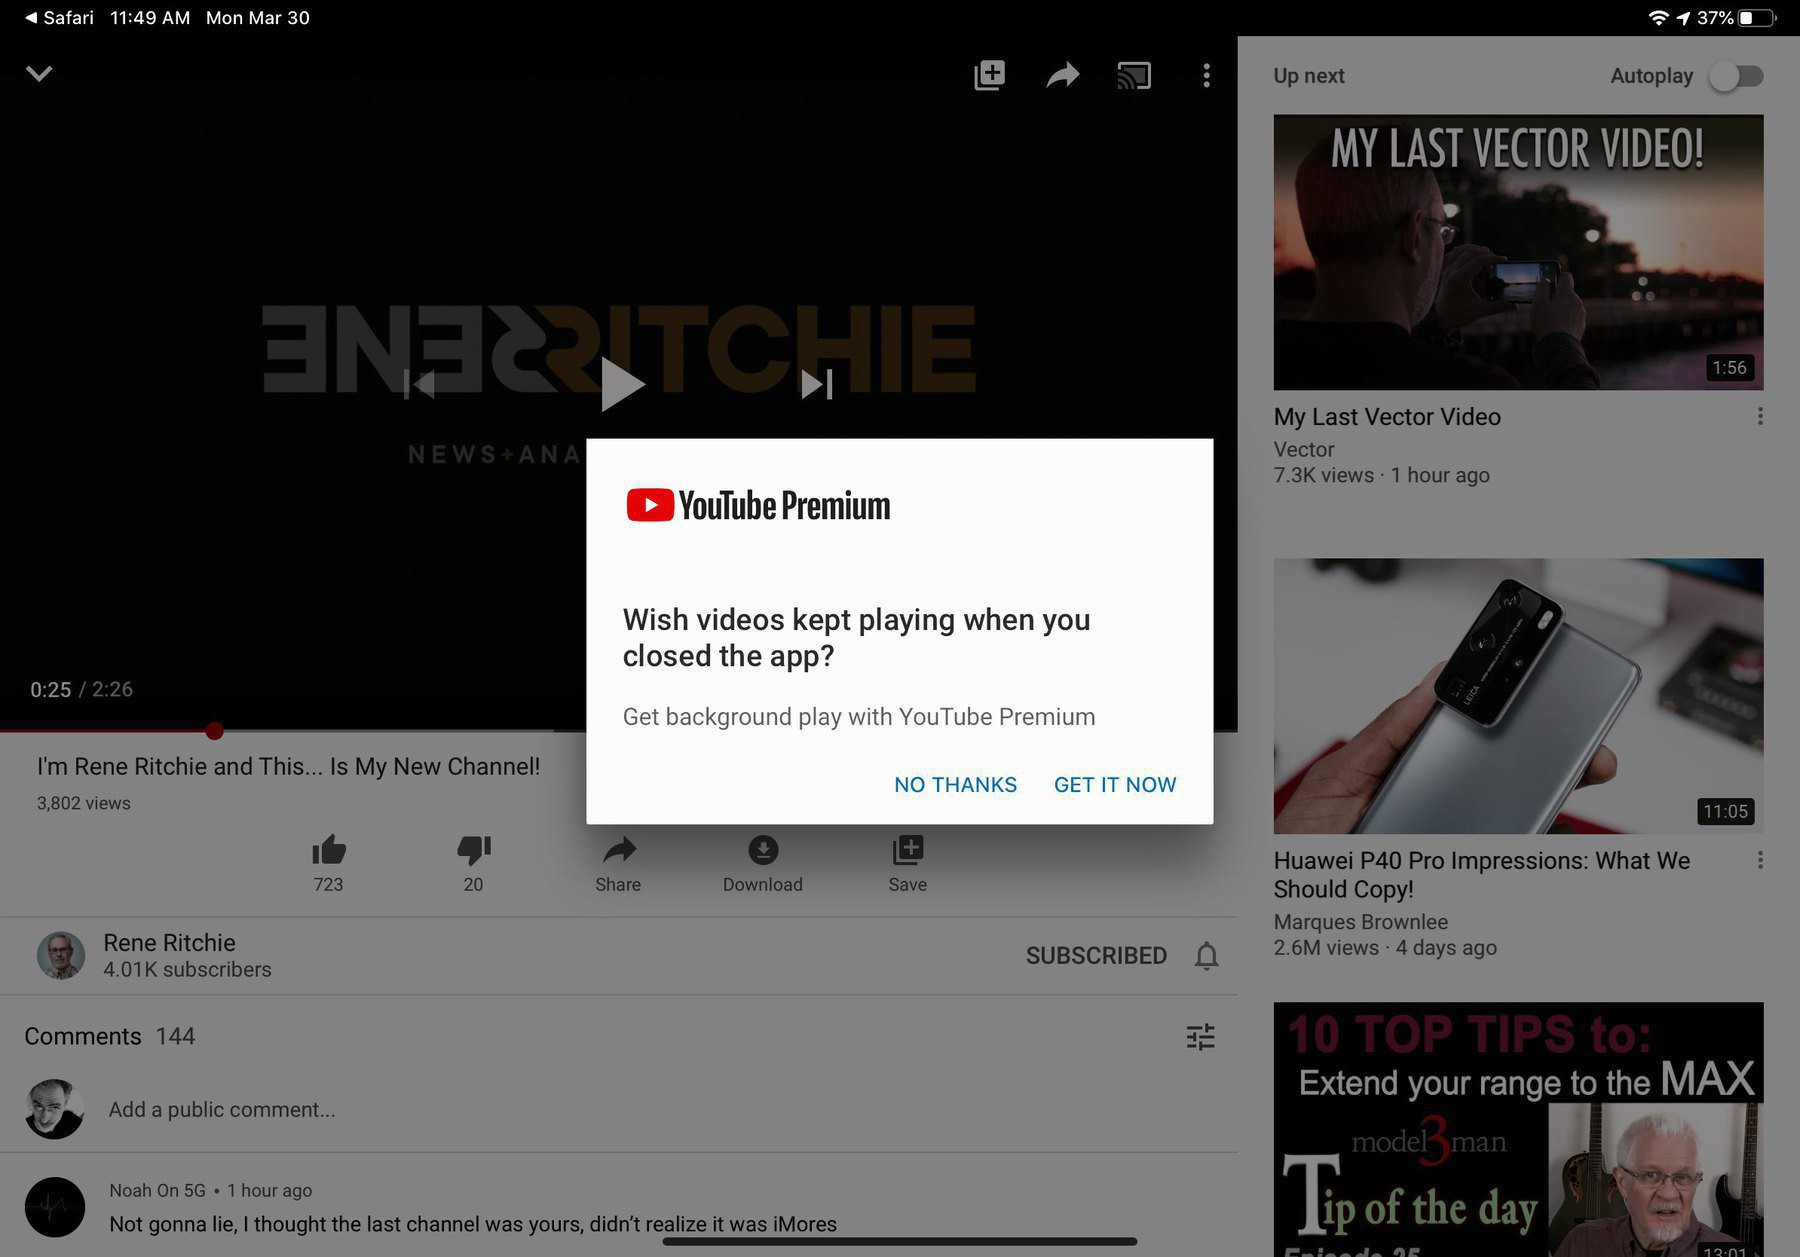 Safari 11:49 AM Mon Mar 30
37%
RENERITCHIE
NEWS+ANA
0:25 / 2:26
YouTube Premium
Wish videos kept playing when you
closed the app?
Get background play with YouTube Premium
NO THANKS GET IT NOW
I'm Rene Ritchie and This... Is My New Channel!
3,802 views
723 20 Share Download Save
Rene Ritchie
4.01K subscribers
SUBSCRIBED
Comments 144
Add a public comment...
Noah On 5G • 1 hour ago
Not gonna lie, I thought the last channel was yours, didn't realize it was iMores
Up next Autoplay
MY LAST VECTOR VIDEO!
1:56
My Last Vector Video
Vector
7.3K views · 1 hour ago
LEICA
11:05
Huawei P40 Pro Impressions: What We
Should Copy!
Marques Brownlee
2.6M views · 4 days ago
10 TOP TIPS to:
Extend your range to the MAX
model3man
Tip of the day
Episode 25
13:01